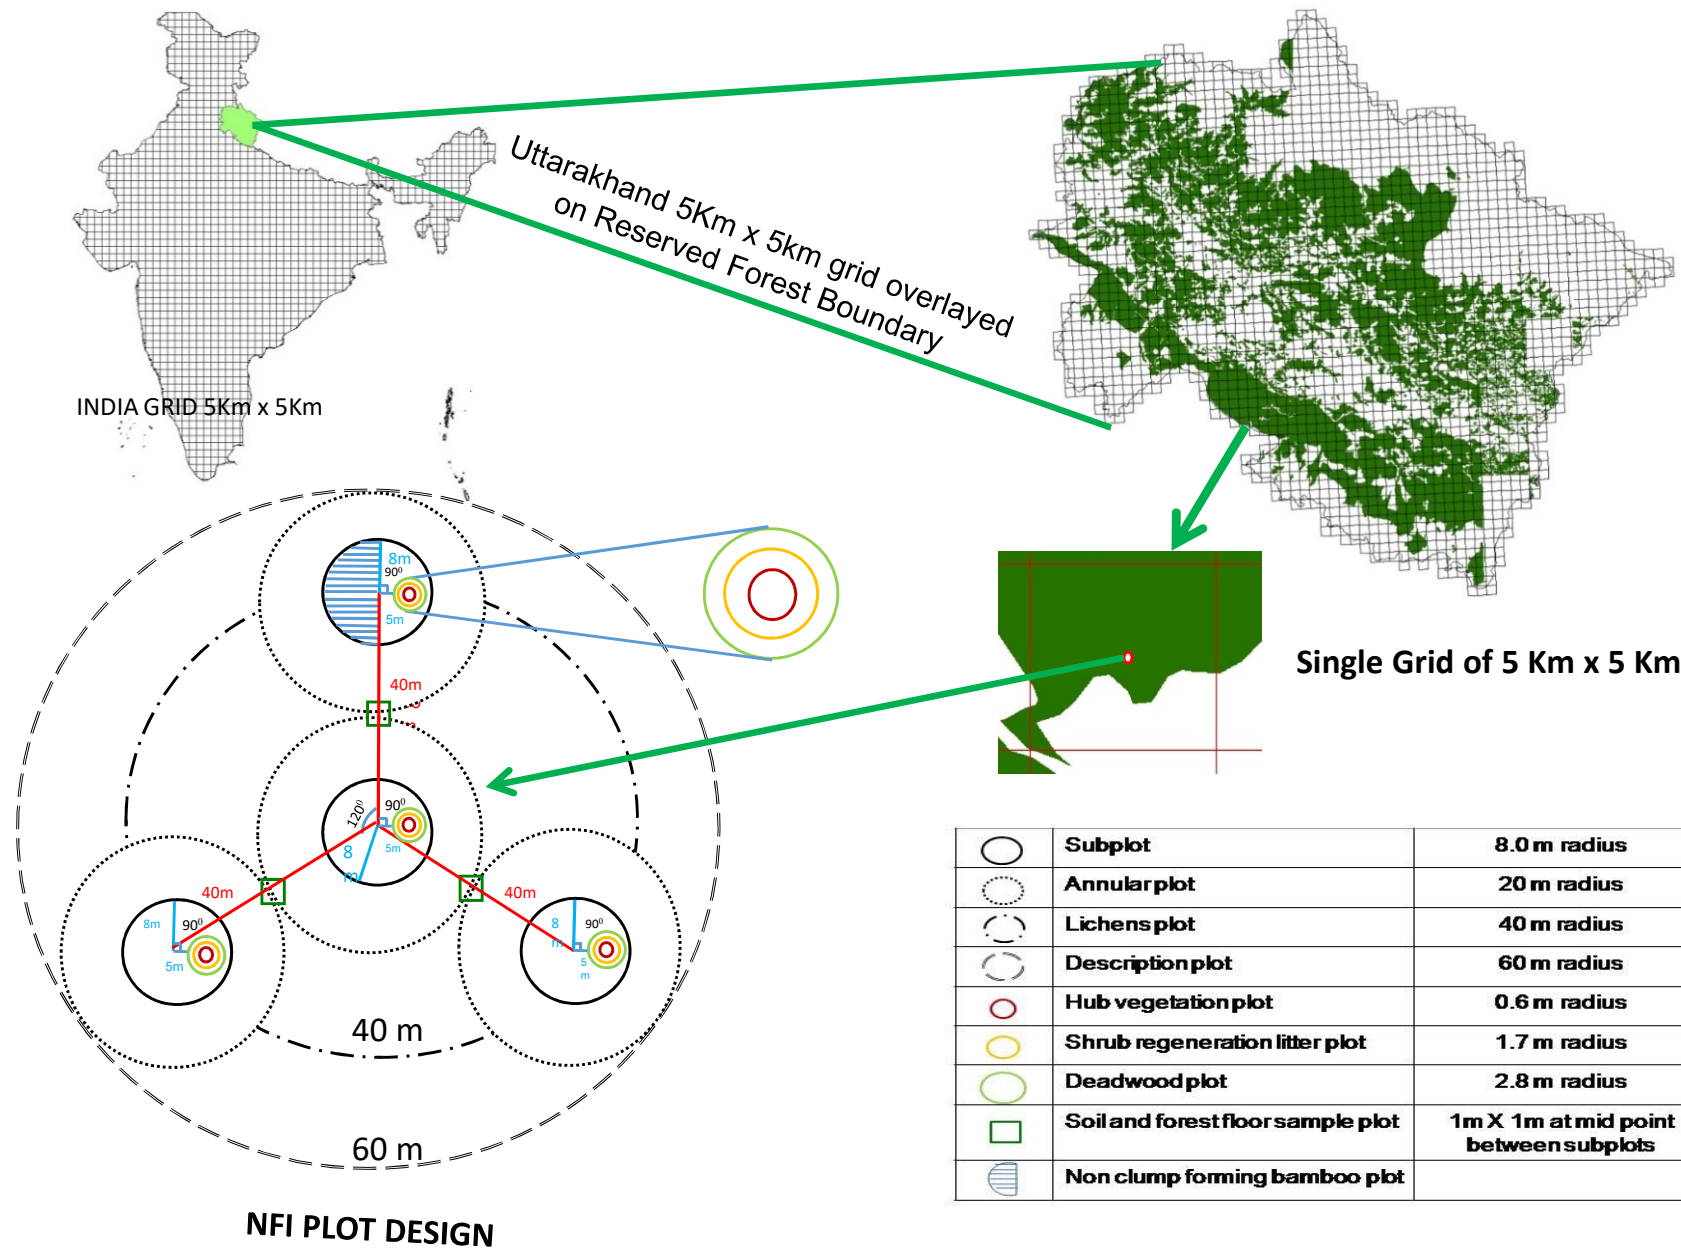 INDIA GRID 5Km x 5Km
Uttarakhand 5Km x 5km grid overlayed
on Reserved Forest Boundary
Single Grid of 5 Km x 5 Km
8m
90⁰
5m
40m
120⁰
90⁰
8
m
5m
40m
40m
8m
90⁰
5m
8
m
90⁰
5
m
40 m
60 m
NFI PLOT DESIGN
Subplot 8.0 m radius
Annular plot 20 m radius
Lichens plot 40 m radius
Description plot 60 m radius
Hub vegetation plot 0.6 m radius
Shrub regeneration litter plot 1.7 m radius
Deadwood plot 2.8 m radius
Soil and forest floor sample plot 1m X 1m at mid point
between subplots
Non clump forming bamboo plot